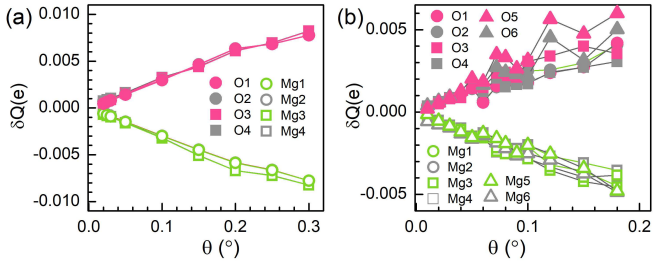 (a)
0.010
0.005
0.000
-0.005
-0.010
δQ(e)
O1
O2
O3
O4
Mg1
Mg2
Mg3
Mg4
0.0 0.1 0.2 0.3
θ (°)
(b)
0.005
0.000
-0.005
δQ(e)
O1
O2
O3
O4
O5
O6
Mg1
Mg2
Mg3
Mg4
Mg5
Mg6
0.0 0.1 0.2
θ (°)